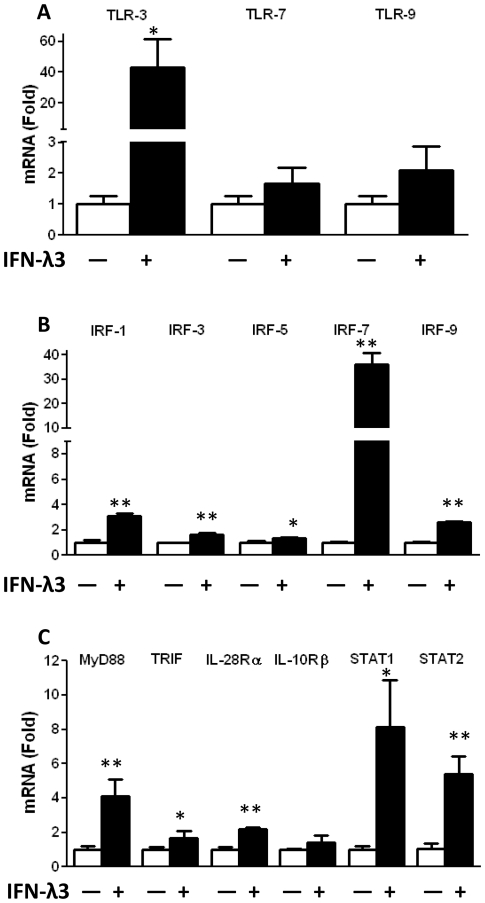 A
TLR-3 TLR-7 TLR-9
mRNA (Fold)
60
40
20
3
2
1
0
* 
IFN-λ3 — + — + — +
B
IRF-1 IRF-3 IRF-5 IRF-7 IRF-9
mRNA (Fold)
40
30
20
10
8
6
4
2
0
** ** * ** **
IFN-λ3 — + — + — + — + — +
C
MyD88 TRIF IL-28Rα IL-10Rβ STAT1 STAT2
mRNA (Fold)
12
10
8
6
4
2
0
** * ** * **
IFN-λ3 — + — + — + — + — + — +